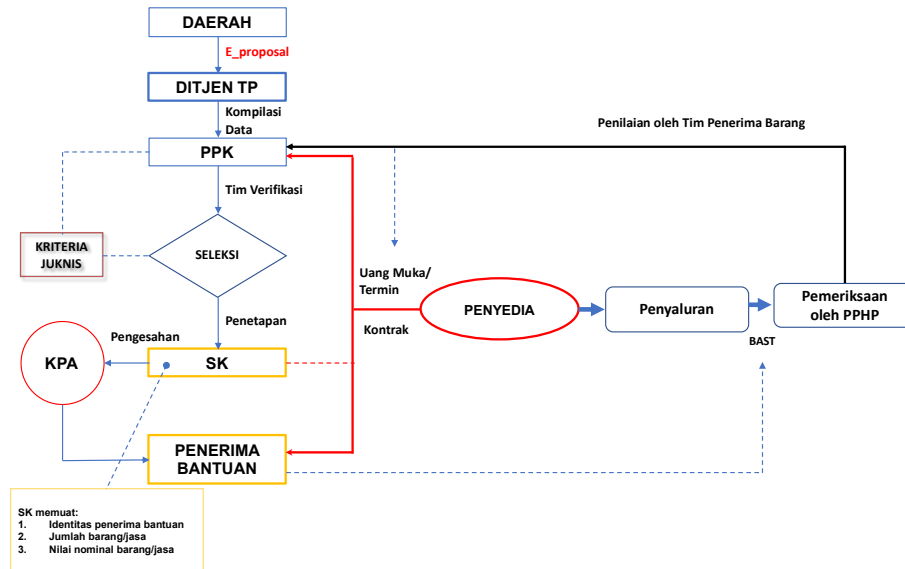 DAERAH
E_proposal
DITJEN TP
Kompilasi
Data
Penilaian oleh Tim Penerima Barang
PPK
Tim Verifikasi
KRITERIA
JUKNIS
SELEKSI
Uang Muka/
Termin
PENYEDIA
Penyaluran
Pemeriksaan
oleh PPHP
Kontrak
BAST
Penetapan
Pengesahan
KPA
SK
PENERIMA
BANTUAN
SK memuat:
1. Identitas penerima bantuan
2. Jumlah barang/jasa
3. Nilai nominal barang/jasa